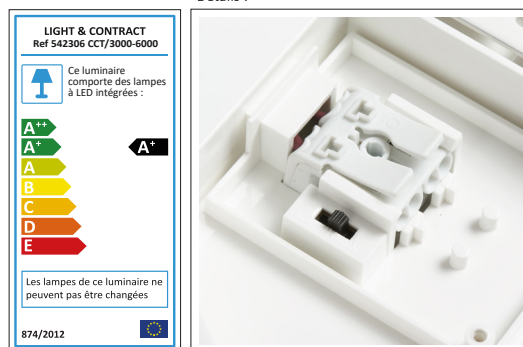 LIGHT & CONTRACT
Ref 542306 CCT/3000-6000
Ce luminaire
comporte des lampes
à LED intégrées :
A++
A+
A+
A
B
C
D
E
Les lampes de ce luminaire ne
peuvent pas être changées
874/2012